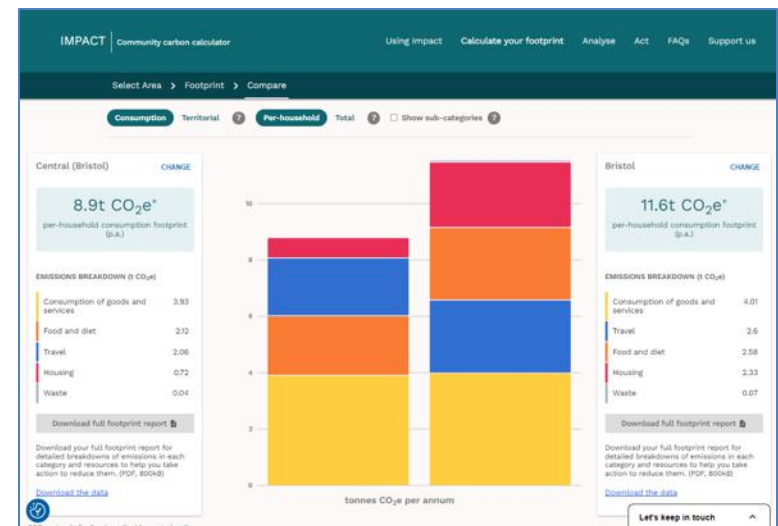 IMPACT Community carbon calculator
Using Impact Calculate your footprint Analyse Act FAQs Support us
Select Area > Footprint > Compare
Consumption Territorial ? Per-household Total ? Show sub-categories ?
Central (Bristol) CHANGE
8.9t CO₂e*
per-household consumption footprint
(p.a.)
EMISSIONS BREAKDOWN (t CO₂e)
Consumption of goods and
services 3.93
Food and diet 2.12
Travel 2.06
Housing 0.72
Waste 0.04
Download full footprint report
Download your full footprint report for
detailed breakdowns of emissions in each
category and resources to help you take
action to reduce them. (PDF, 800kB)
Download the data
10
8
6
4
2
0
tonnes CO₂e per annum
Bristol CHANGE
11.6t CO₂e*
per-household consumption footprint
(p.a.)
EMISSIONS BREAKDOWN (t CO₂e)
Consumption of goods and
services 4.01
Travel 2.6
Food and diet 2.58
Housing 2.33
Waste 0.07
Download full footprint report
Download your full footprint report for
detailed breakdowns of emissions in each
category and resources to help you take
action to reduce them. (PDF, 800kB)
Download the data
Let's keep in touch